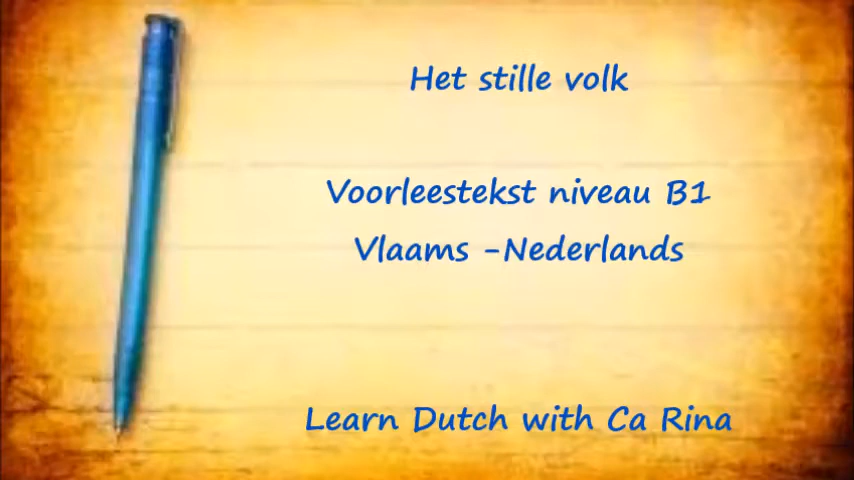 Het stille volk
Voorleestekst niveau B1
Vlaams -Nederlands
Learn Dutch with Ca Rina